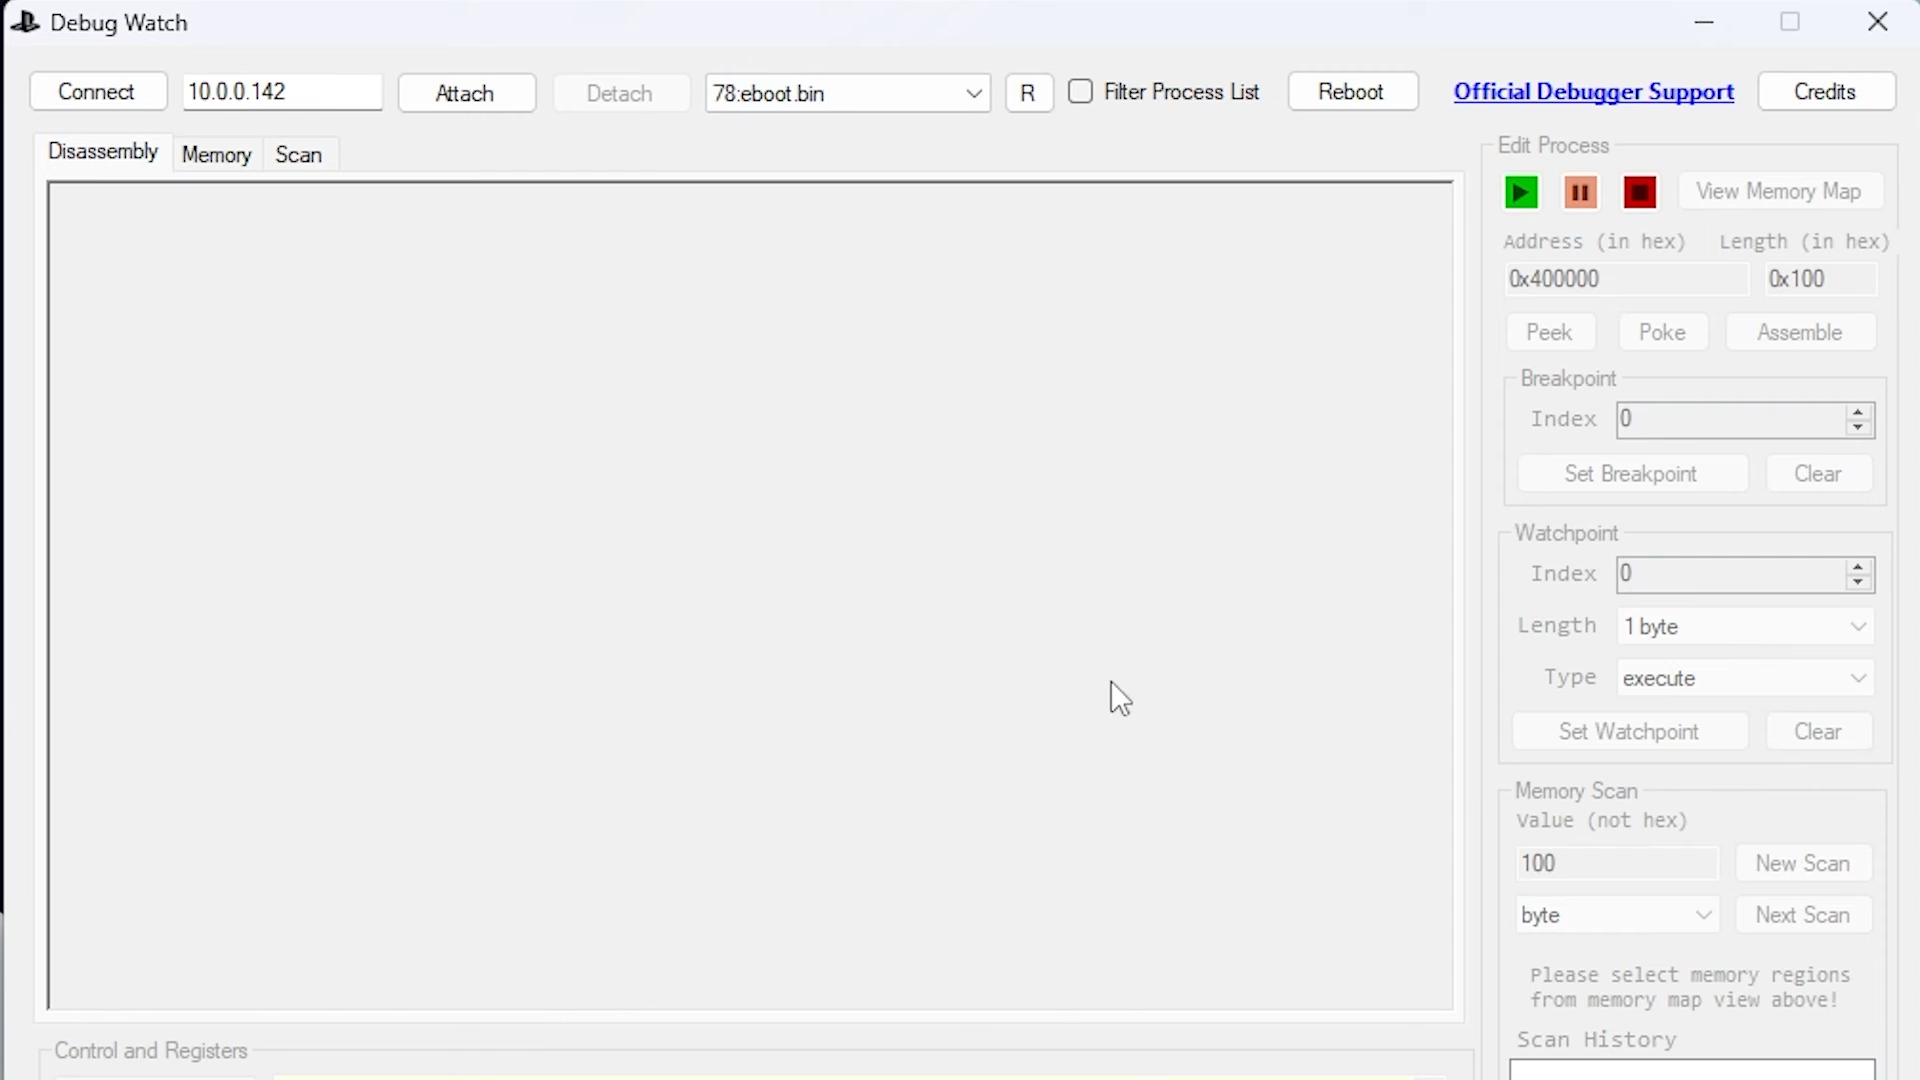 Debug Watch
Connect 10.0.0.142 Attach Detach 78:eboot.bin R Filter Process List Reboot Official Debugger Support Credits
Disassembly Memory Scan
Edit Process
View Memory Map
Address (in hex) Length (in hex)
0x400000 0x100
Peek Poke Assemble
Breakpoint
Index 0
Set Breakpoint Clear
Watchpoint
Index 0
Length 1 byte
Type execute
Set Watchpoint Clear
Memory Scan
Value (not hex)
100 New Scan
byte Next Scan
Please select memory regions
from memory map view above!
Scan History
Control and Registers